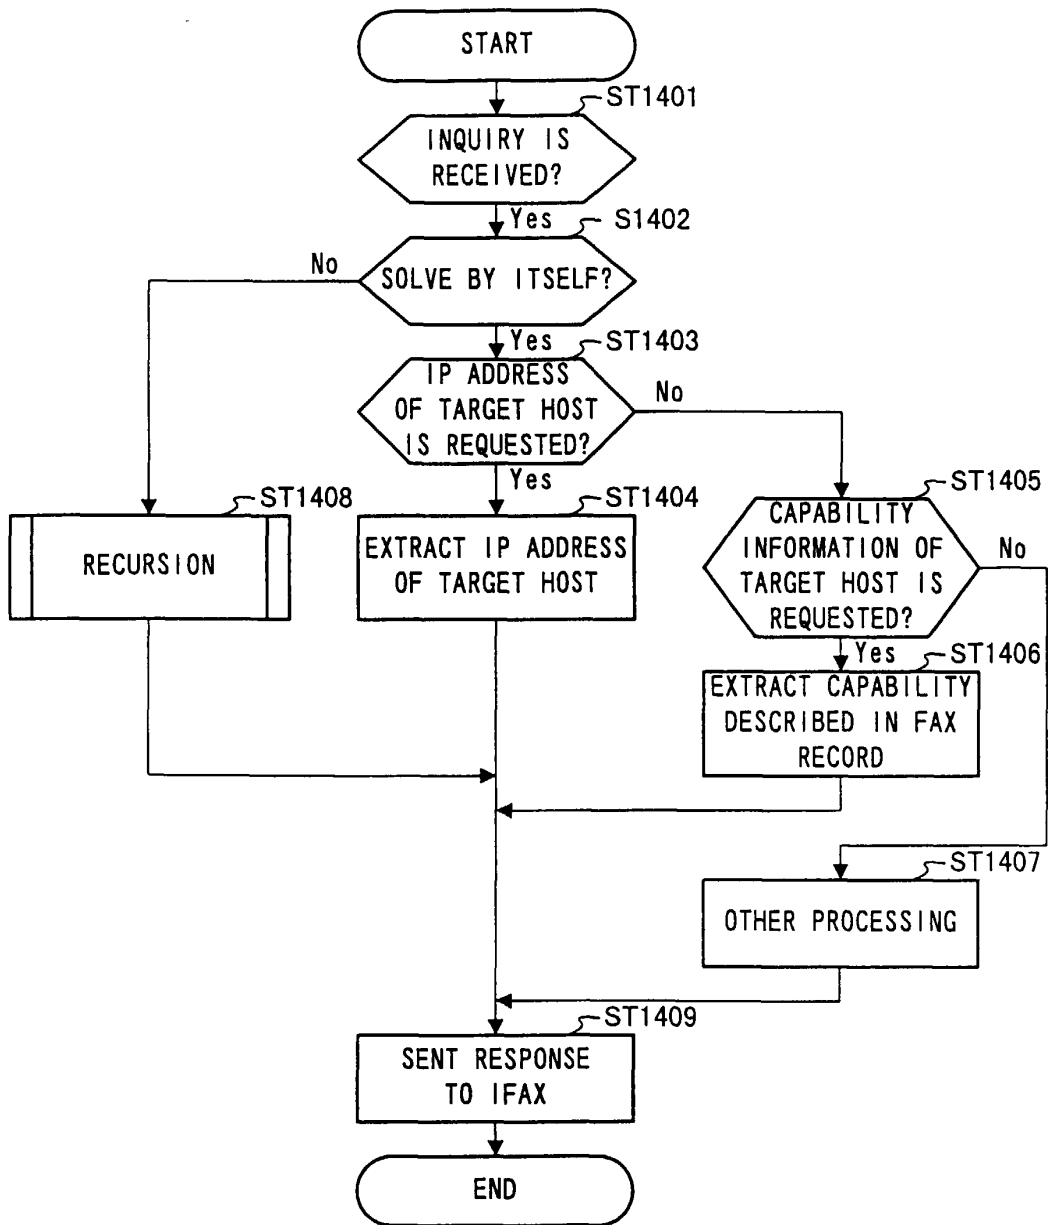 START
ST1401
INQUIRY IS
RECEIVED?
Yes
S1402
No
SOLVE BY ITSELF?
Yes
ST1403
IP ADDRESS
OF TARGET HOST
IS REQUESTED?
No
Yes
ST1408
RECURSION
ST1404
EXTRACT IP ADDRESS
OF TARGET HOST
ST1405
CAPABILITY
INFORMATION OF
TARGET HOST IS
REQUESTED?
No
Yes
ST1406
EXTRACT CAPABILITY
DESCRIBED IN FAX
RECORD
ST1407
OTHER PROCESSING
ST1409
SENT RESPONSE
TO IFAX
END